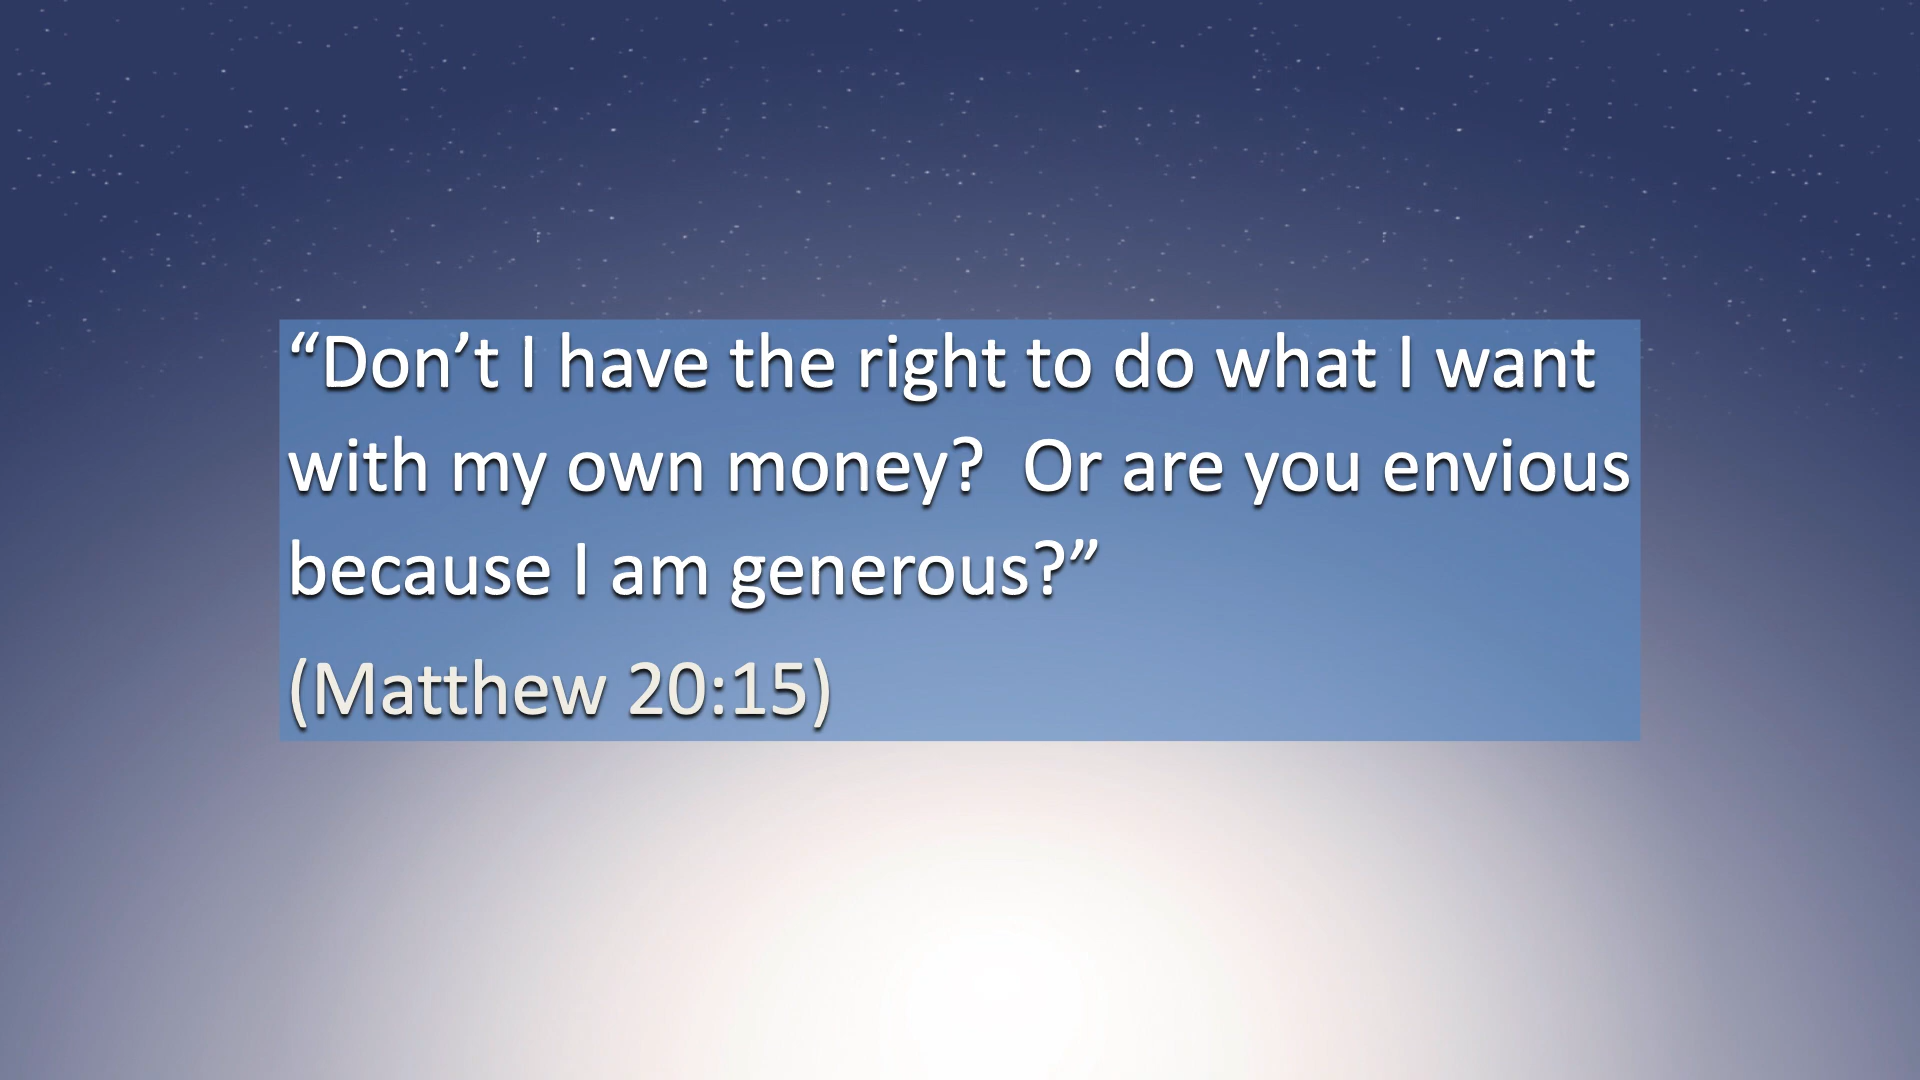 “Don’t I have the right to do what I want
with my own money?  Or are you envious
because I am generous?”
(Matthew 20:15)